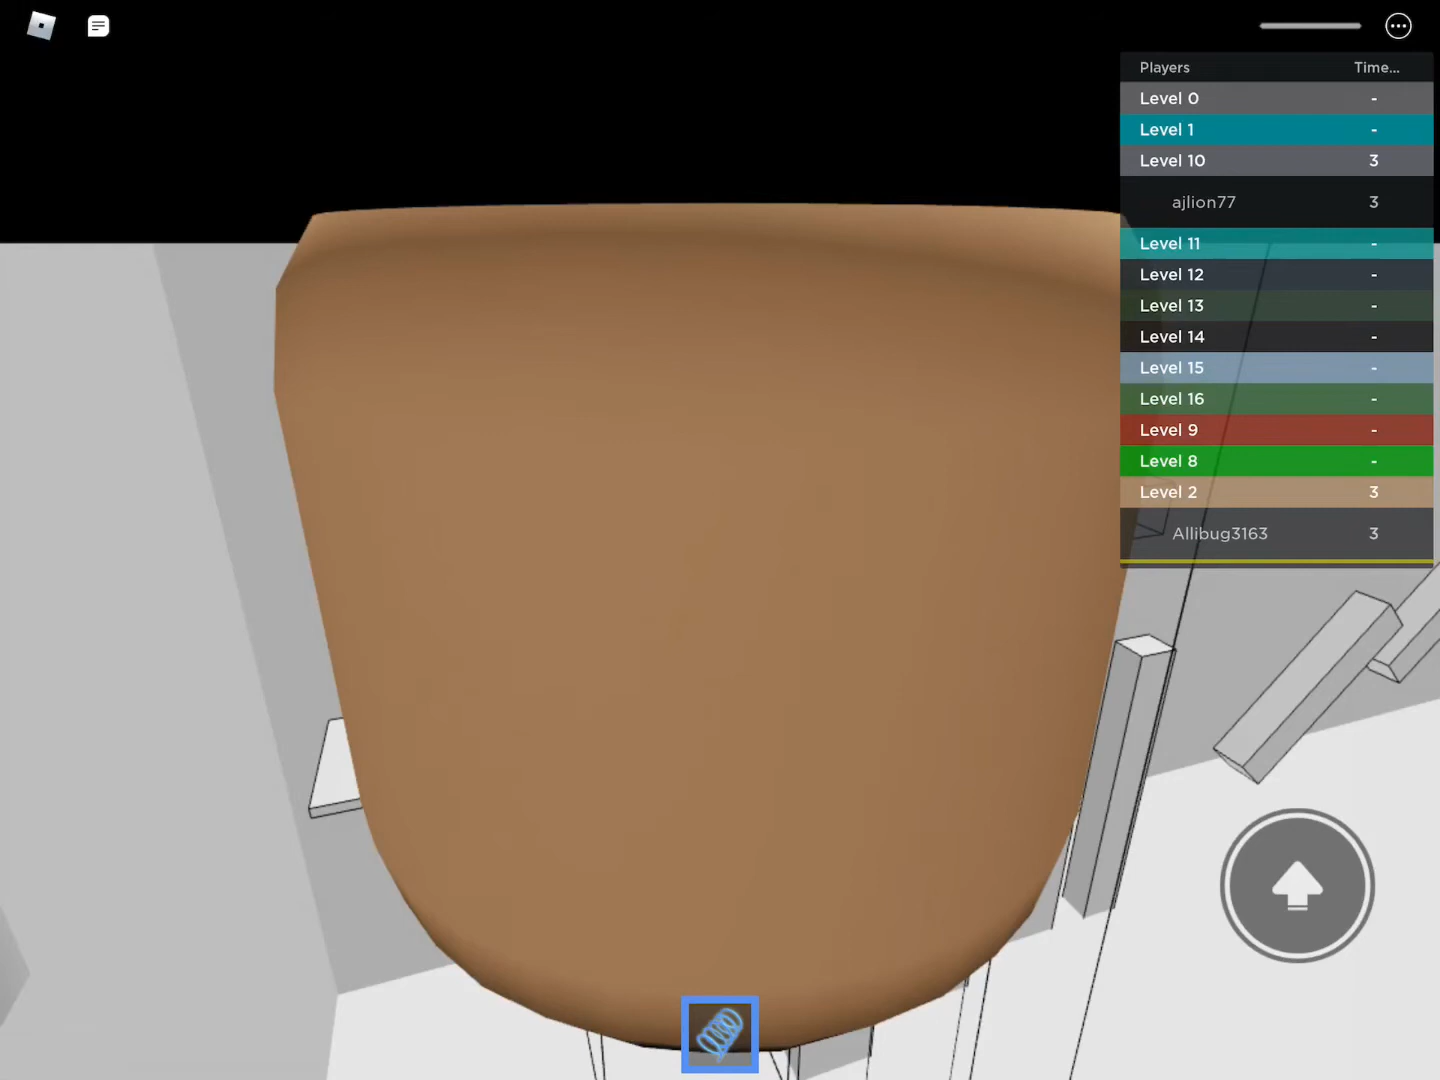 Players Time...
Level 0 -
Level 1 -
Level 10 3
ajlion77 3
Level 11 -
Level 12 -
Level 13 -
Level 14 -
Level 15 -
Level 16 -
Level 9 -
Level 8 -
Level 2 3
Allibug3163 3